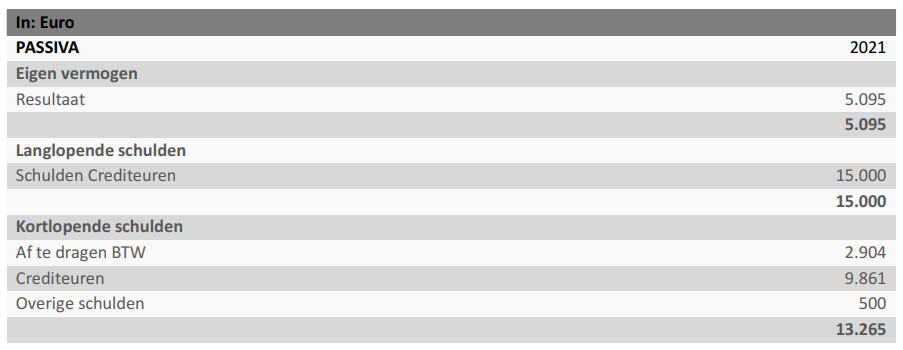 In: Euro
PASSIVA 2021
Eigen vermogen
Resultaat 5.095
5.095
Langlopende schulden
Schulden Crediteuren 15.000
15.000
Kortlopende schulden
Af te dragen BTW 2.904
Crediteuren 9.861
Overige schulden 500
13.265